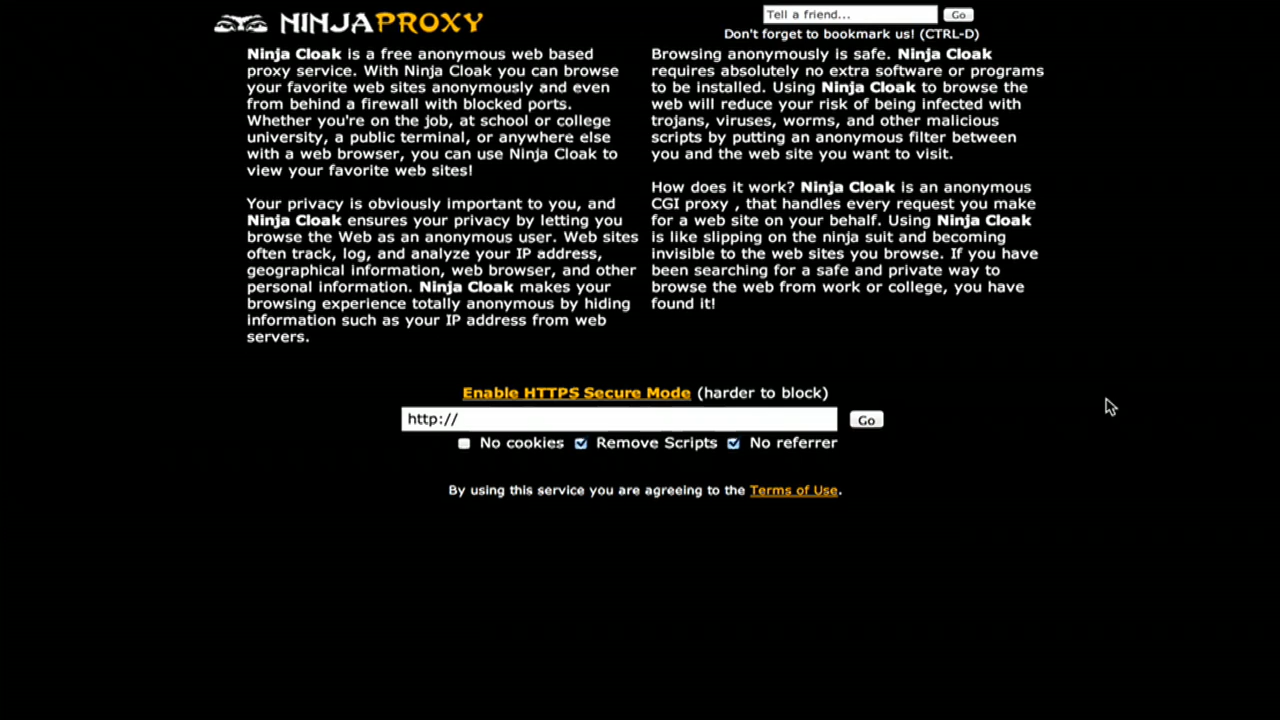 NINJAPROXY
Tell a friend...
Go
Don't forget to bookmark us! (CTRL-D)
Ninja Cloak is a free anonymous web based
proxy service. With Ninja Cloak you can browse
your favorite web sites anonymously and even
from behind a firewall with blocked ports.
Whether you're on the job, at school or college
university, a public terminal, or anywhere else
with a web browser, you can use Ninja Cloak to
view your favorite web sites!
Your privacy is obviously important to you, and
Ninja Cloak ensures your privacy by letting you
browse the Web as an anonymous user. Web sites
often track, log, and analyze your IP address,
geographical information, web browser, and other
personal information. Ninja Cloak makes your
browsing experience totally anonymous by hiding
information such as your IP address from web
servers.
Browsing anonymously is safe. Ninja Cloak
requires absolutely no extra software or programs
to be installed. Using Ninja Cloak to browse the
web will reduce your risk of being infected with
trojans, viruses, worms, and other malicious
scripts by putting an anonymous filter between
you and the web site you want to visit.
How does it work? Ninja Cloak is an anonymous
CGI proxy , that handles every request you make
for a web site on your behalf. Using Ninja Cloak
is like slipping on the ninja suit and becoming
invisible to the web sites you browse. If you have
been searching for a safe and private way to
browse the web from work or college, you have
found it!
Enable HTTPS Secure Mode (harder to block)
http://
Go
No cookies Remove Scripts No referrer
By using this service you are agreeing to the Terms of Use.